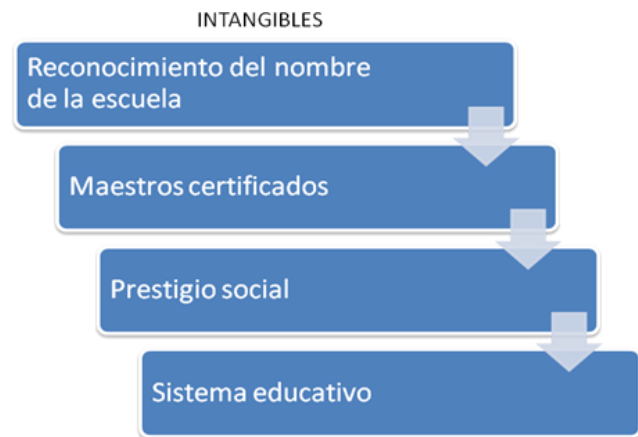 INTANGIBLES
Reconocimiento del nombre
de la escuela
Maestros certificados
Prestigio social
Sistema educativo